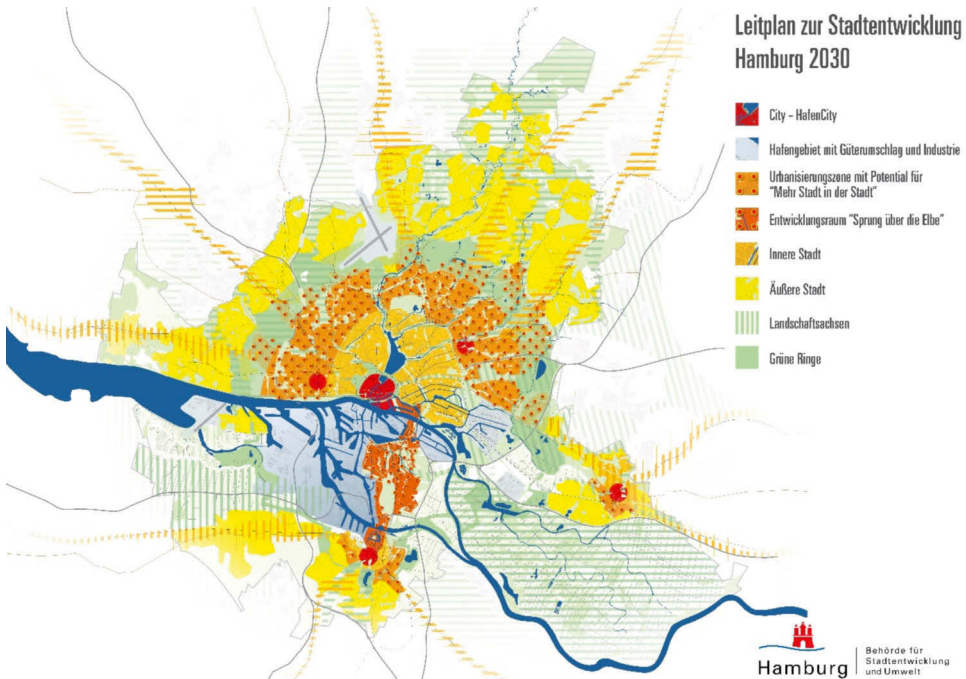 Leitplan zur Stadtentwicklung
Hamburg 2030
City – HafenCity
Hafengebiet mit Güterumschlag und Industrie
Urbanisierungszone mit Potential für
"Mehr Stadt in der Stadt"
Entwicklungsraum "Sprung über die Elbe"
Innere Stadt
Äußere Stadt
Landschaftsachsen
Grüne Ringe
Hamburg
Behörde für
Stadtentwicklung
und Umwelt